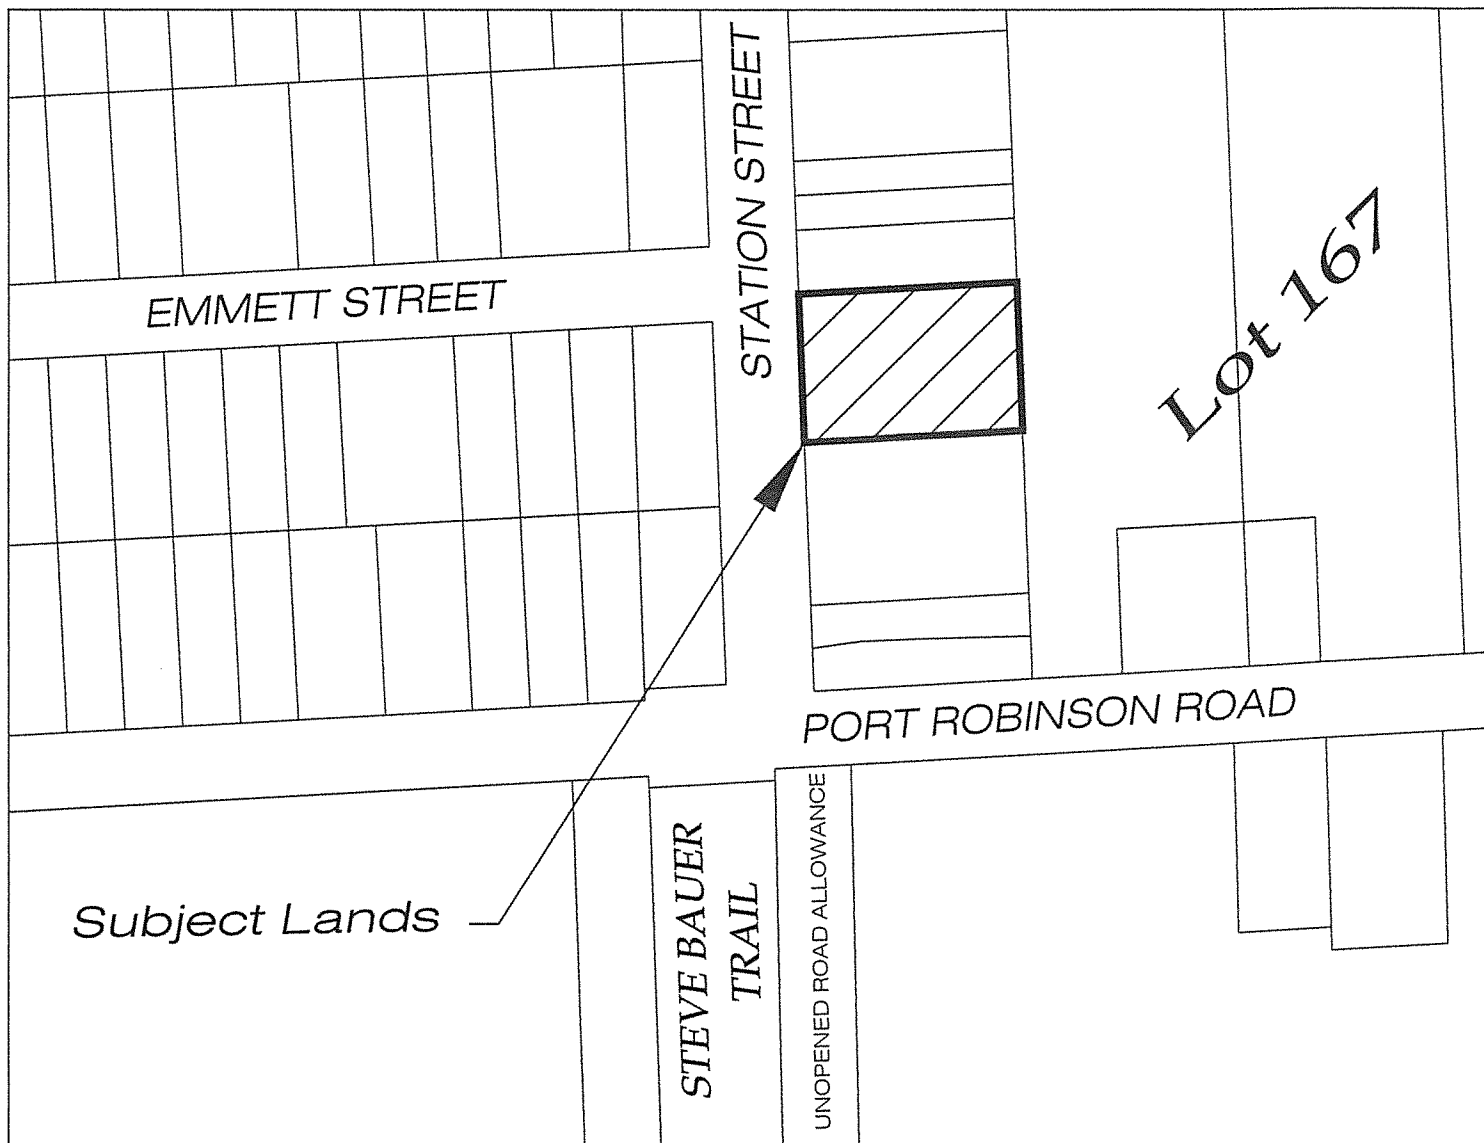 STATION STREET
EMMETT STREET
Lot 167
PORT ROBINSON ROAD
Subject Lands
STEVE BAUER
TRAIL
UNOPENED ROAD ALLOWANCE